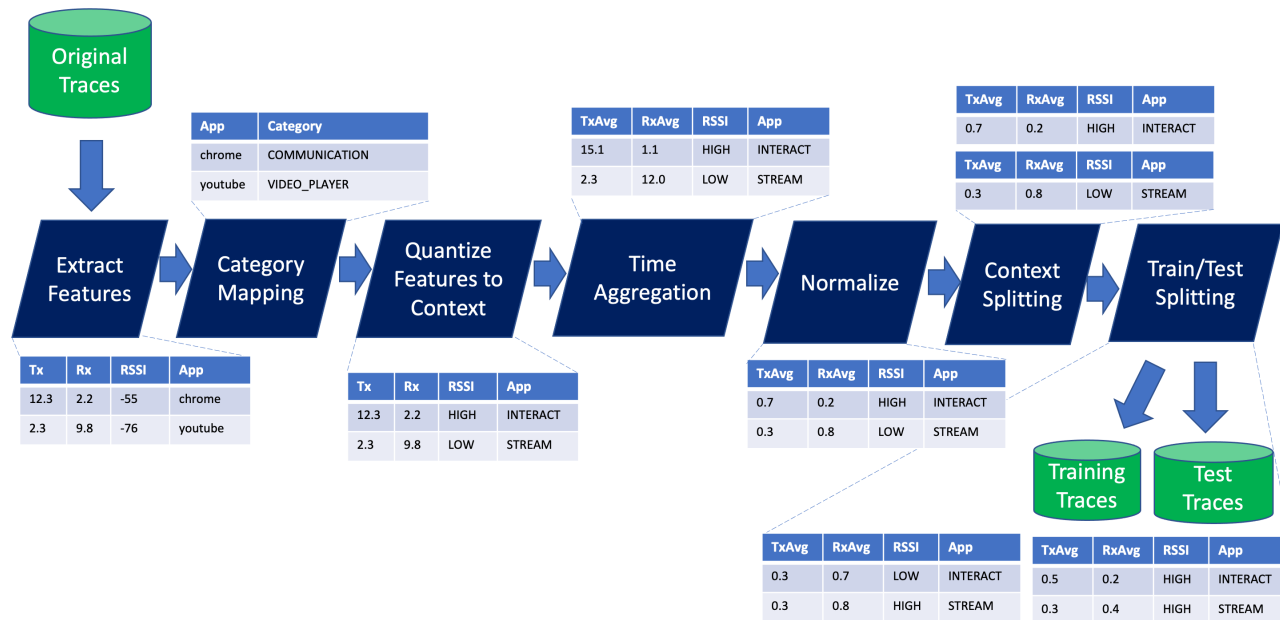 Original
Traces
App Category
chrome COMMUNICATION
youtube VIDEO_PLAYER
TxAvg RxAvg RSSI App
15.1 1.1 HIGH INTERACT
2.3 12.0 LOW STREAM
TxAvg RxAvg RSSI App
0.7 0.2 HIGH INTERACT
TxAvg RxAvg RSSI App
0.3 0.8 LOW STREAM
Extract
Features
Category
Mapping
Quantize
Features to
Context
Time
Aggregation
Normalize
Context
Splitting
Train/Test
Splitting
Tx Rx RSSI App
12.3 2.2 -55 chrome
2.3 9.8 -76 youtube
Tx Rx RSSI App
12.3 2.2 HIGH INTERACT
2.3 9.8 LOW STREAM
TxAvg RxAvg RSSI App
0.7 0.2 HIGH INTERACT
0.3 0.8 LOW STREAM
Training
Traces
Test
Traces
TxAvg RxAvg RSSI App
0.3 0.7 LOW INTERACT
0.3 0.8 HIGH STREAM
TxAvg RxAvg RSSI App
0.5 0.2 HIGH INTERACT
0.3 0.4 HIGH STREAM